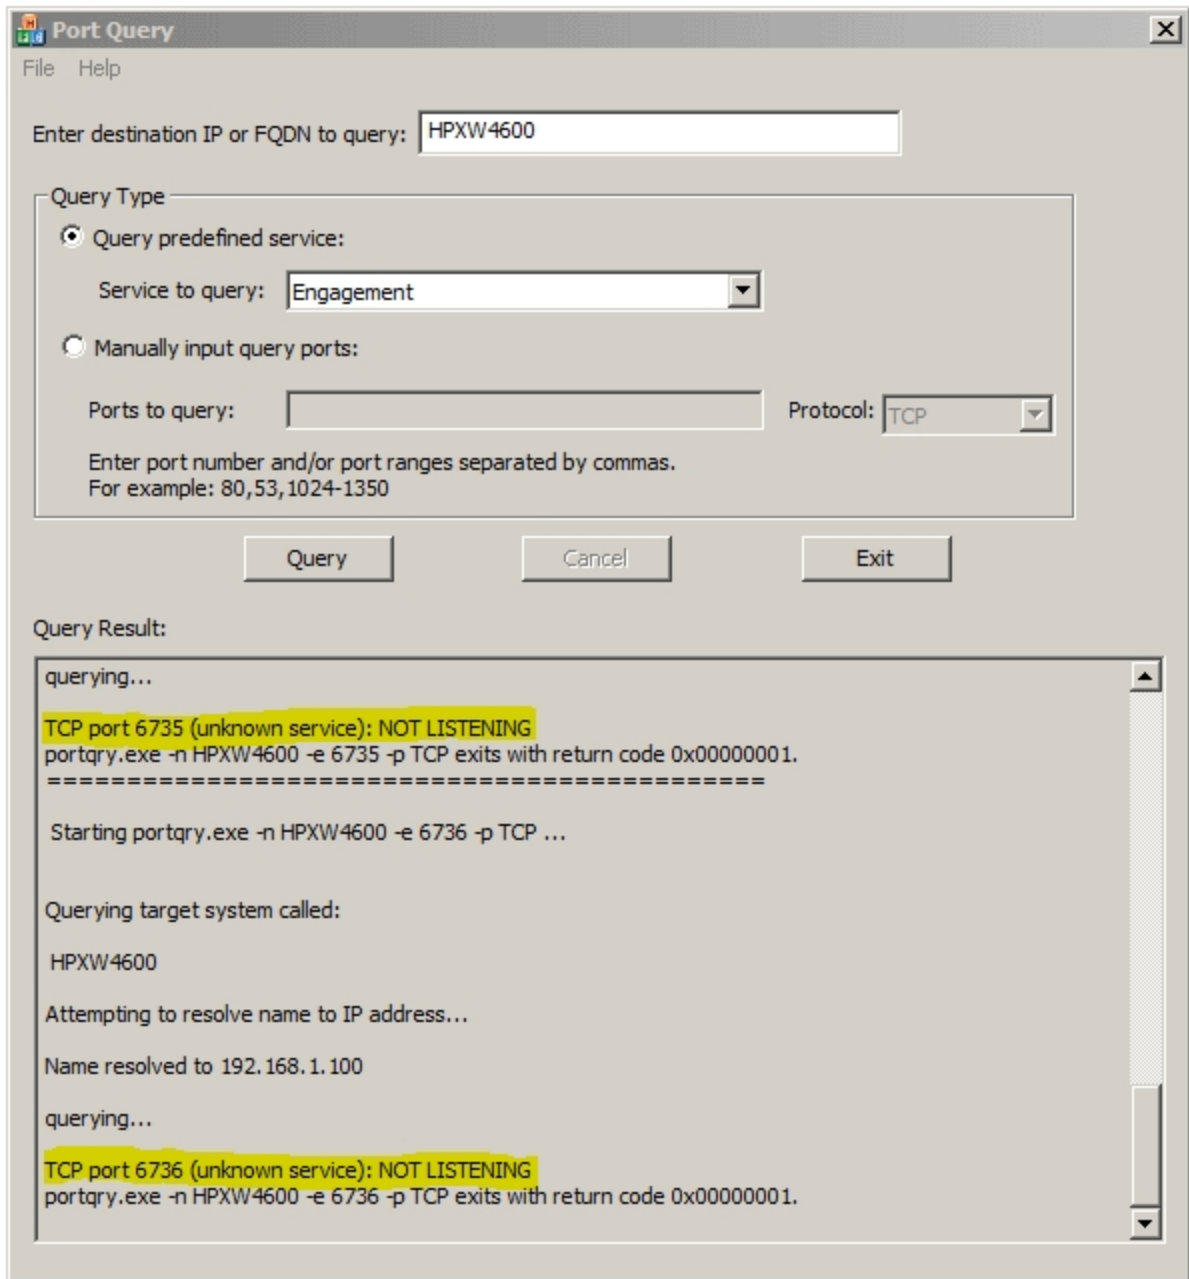 Port Query
File Help
Enter destination IP or FQDN to query: HPXW4600
Query Type
Query predefined service:
Service to query: Engagement
Manually input query ports:
Ports to query: Protocol: TCP
Enter port number and/or port ranges separated by commas.
For example: 80,53,1024-1350
Query Cancel Exit
Query Result:
querying...
TCP port 6735 (unknown service): NOT LISTENING
portqry.exe -n HPXW4600 -e 6735 -p TCP exits with return code 0x00000001.
=============================================
Starting portqry.exe -n HPXW4600 -e 6736 -p TCP ...
Querying target system called:
HPXW4600
Attempting to resolve name to IP address...
Name resolved to 192.168.1.100
querying...
TCP port 6736 (unknown service): NOT LISTENING
portqry.exe -n HPXW4600 -e 6736 -p TCP exits with return code 0x00000001.